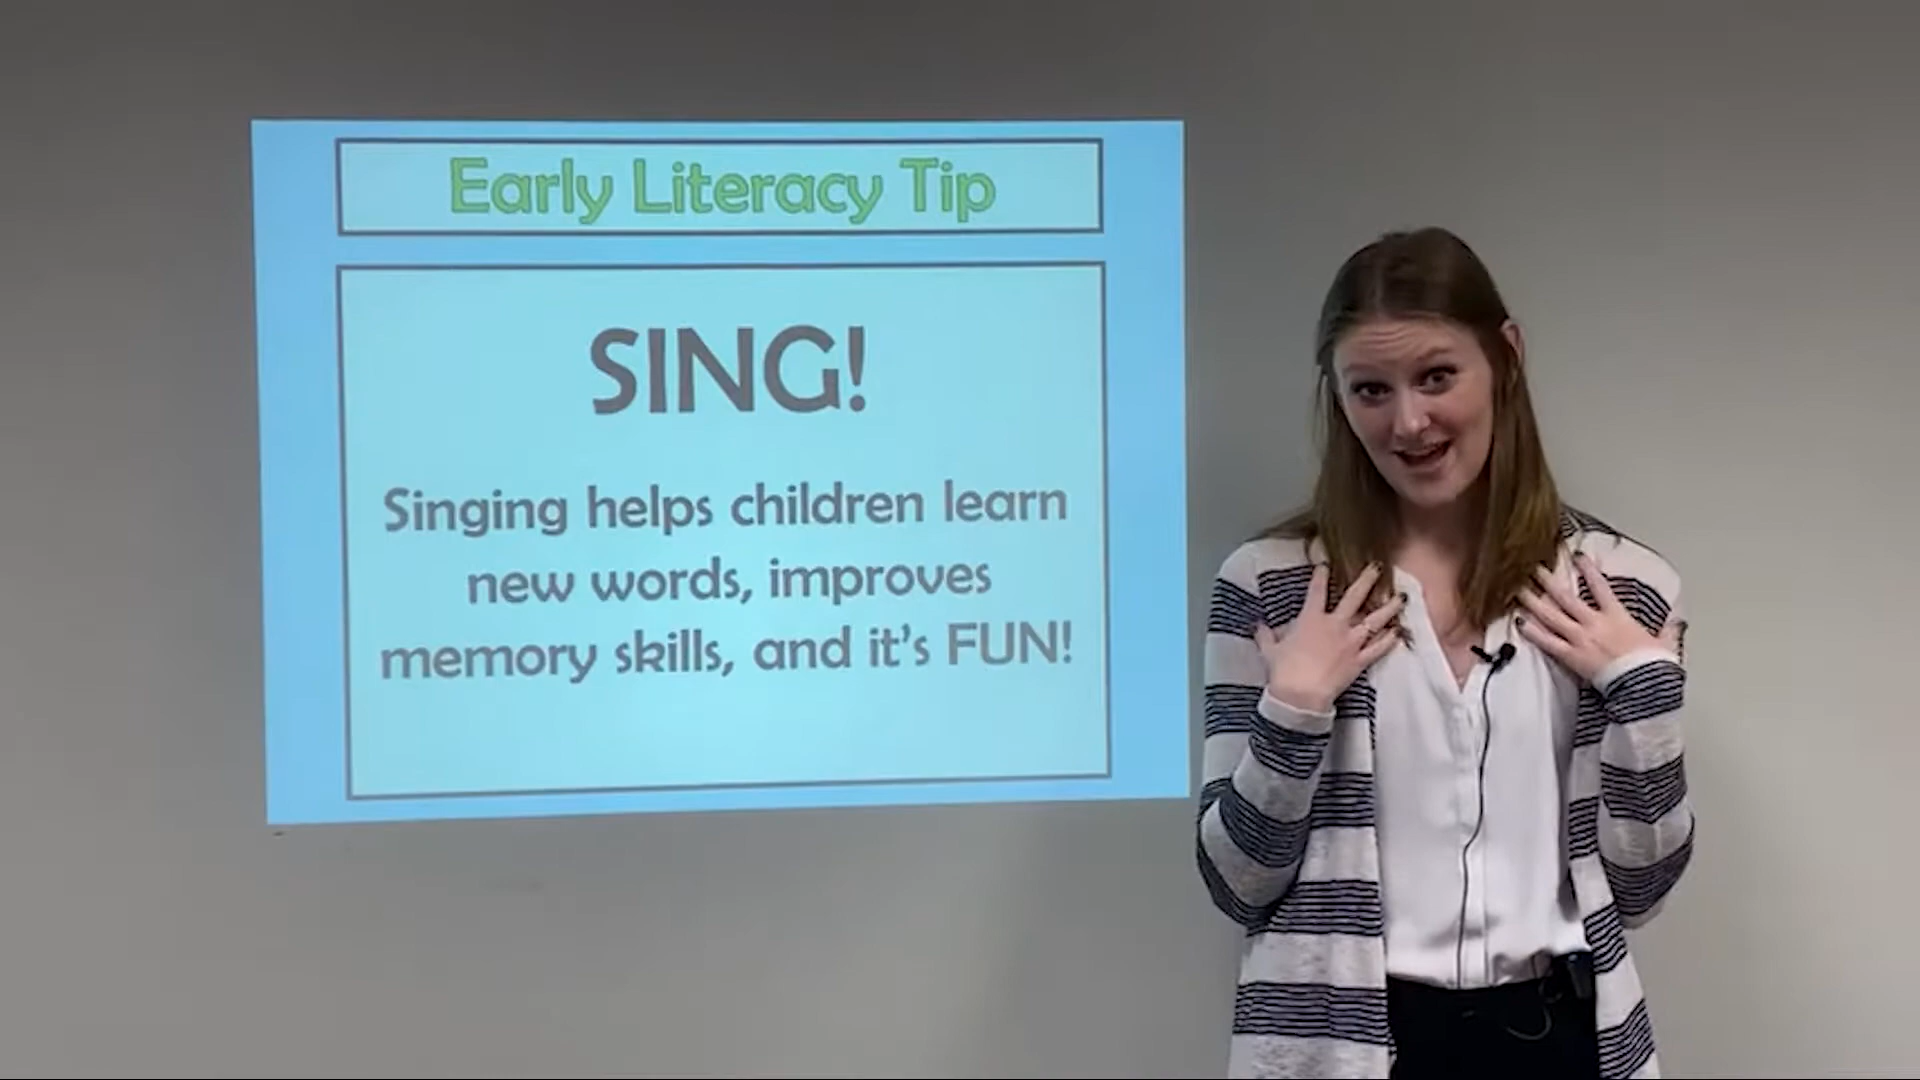 Early Literacy Tip
SING!
Singing helps children learn
new words, improves
memory skills, and it's FUN!